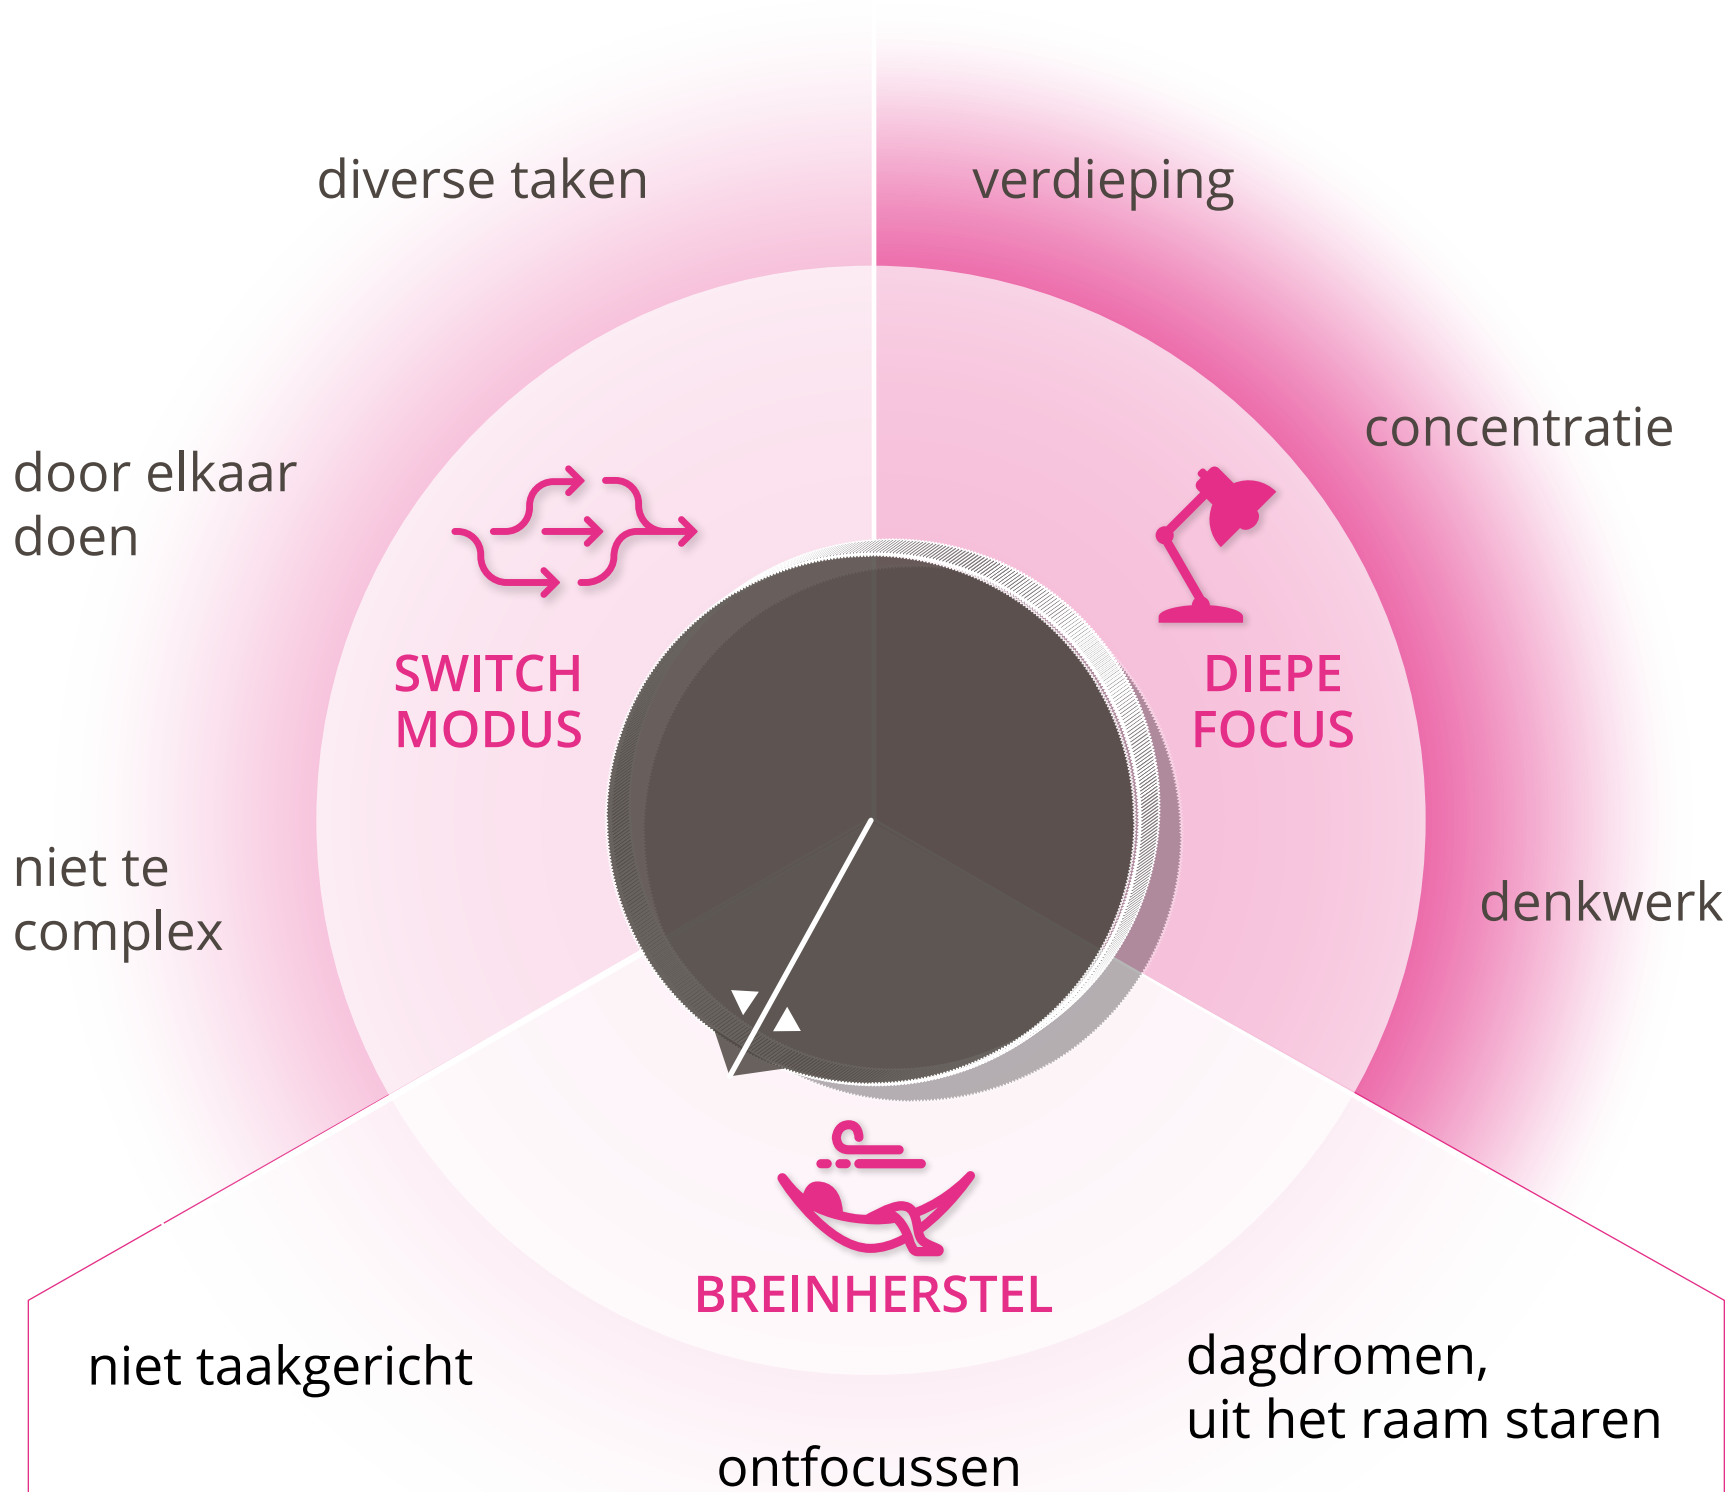 diverse taken
verdieping
concentratie
door elkaar
doen
SWITCH
MODUS
DIEPE
FOCUS
niet te
complex
denkwerk
BREINHERSTEL
niet taakgericht
dagdromen,
uit het raam staren
ontfocussen